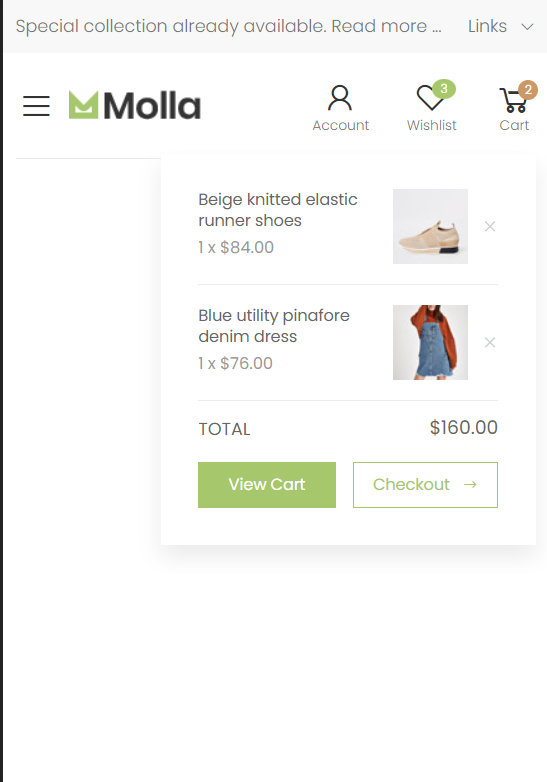 Special collection already available. Read more ...
Links
Molla
3
2
Account
Wishlist
Cart
Beige knitted elastic
runner shoes
1 x $84.00
Blue utility pinafore
denim dress
1 x $76.00
TOTAL
$160.00
View Cart
Checkout →